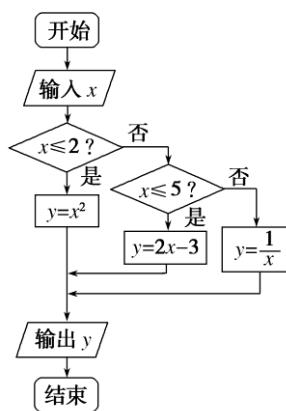 开始
输入 x
x≤2？
否
是
x≤5？
否
是
y=x²
y=2x−3
y=1/x
输出 y
结束